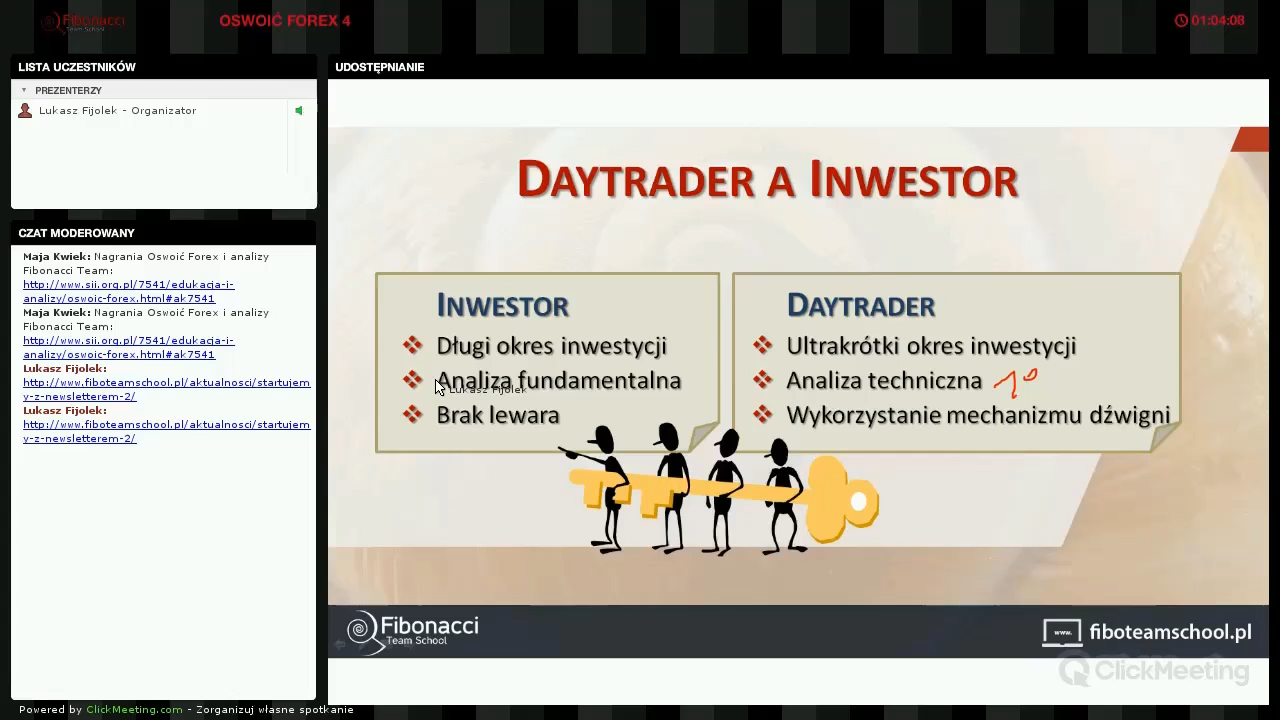 Fibonacci
Team School
OSWOIĆ FOREX 4
01:04:08
LISTA UCZESTNIKÓW
PREZENTERZY
Lukasz Fijolek - Organizator
CZAT MODEROWANY
Maja Kwiek: Nagrania Oswoić Forex i analizy
Fibonacci Team:
http://www.sii.org.pl/7541/edukacja-i-
analizy/oswoic-forex.html#ak7541
Maja Kwiek: Nagrania Oswoić Forex i analizy
Fibonacci Team:
http://www.sii.org.pl/7541/edukacja-i-
analizy/oswoic-forex.html#ak7541
Lukasz Fijolek:
http://www.fiboteamschool.pl/aktualnosci/startujem
y-z-newsletterem-2/
Lukasz Fijolek:
http://www.fiboteamschool.pl/aktualnosci/startujem
y-z-newsletterem-2/
Powered by ClickMeeting.com - Zorganizuj własne spotkanie
UDOSTĘPNIANIE
DAYTRADER A INWESTOR
INWESTOR
Długi okres inwestycji
Analiza fundamentalna
Lukasz Fijolek
Brak lewara
DAYTRADER
Ultrakrótki okres inwestycji
Analiza techniczna 1°
Wykorzystanie mechanizmu dźwigni
Fibonacci
Team School
www.
fiboteamschool.pl
ClickMeeting